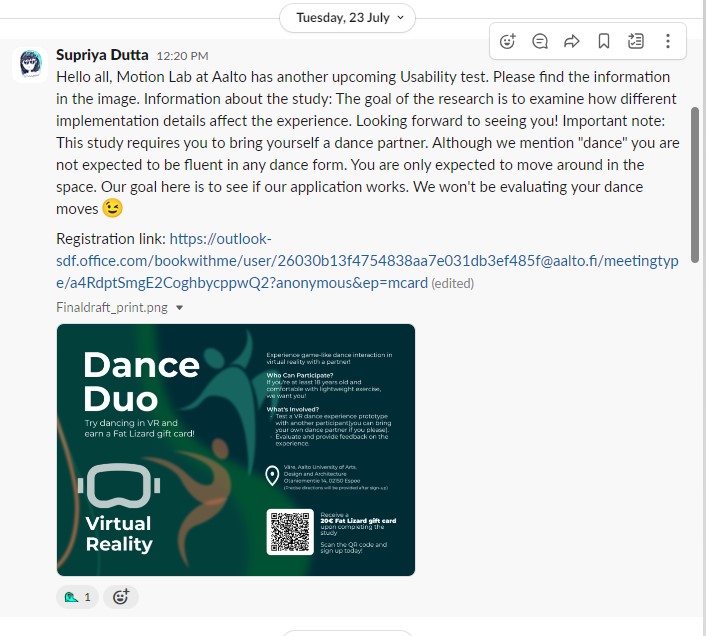 Tuesday, 23 July
Supriya Dutta 12:20 PM
Hello all, Motion Lab at Aalto has another upcoming Usability test. Please find the information
in the image. Information about the study: The goal of the research is to examine how different
implementation details affect the experience. Looking forward to seeing you! Important note:
This study requires you to bring yourself a dance partner. Although we mention "dance" you are
not expected to be fluent in any dance form. You are only expected to move around in the
space. Our goal here is to see if our application works. We won't be evaluating your dance
moves 😉
Registration link: https://outlook-
sdf.office.com/bookwithme/user/26030b13f4754838aa7e031db3ef485f@aalto.fi/meetingtyp
e/a4RdptSmgE2CoghbycppwQ2?anonymous&ep=mcard (edited)
Finaldraft_print.png
Dance
Duo
Try dancing in VR and
earn a Fat Lizard gift card!
Virtual
Reality
Experience game-like dance interaction in
virtual reality with a partner!
Who Can Participate?
If you're at least 18 years old and
comfortable with lightweight exercise,
we want you!
What's Involved?
- Test a VR dance experience prototype
with another participant(you can bring
your own dance partner if you please).
- Evaluate and provide feedback on the
experience.
Väre, Aalto University of Arts,
Design and Architecture
Otaniementie 14, 02150 Espoo
(Precise directions will be provided after sign-up)
Receive a
20€ Fat Lizard gift card
upon completing the
study
Scan the QR code and
sign up today!
1